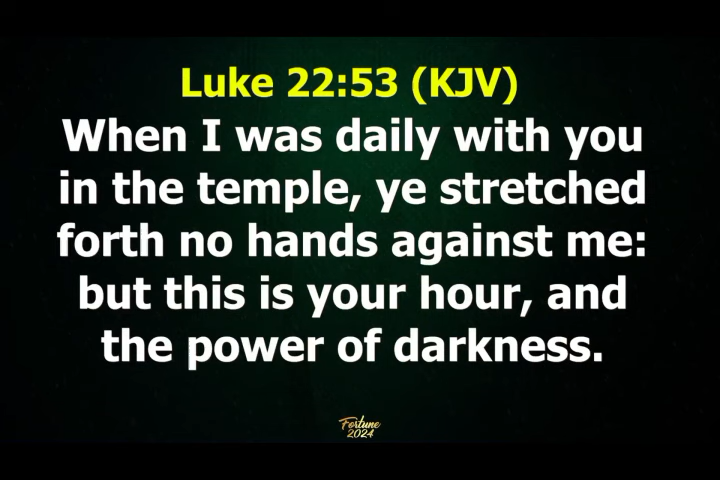 Luke 22:53 (KJV)
When I was daily with you
in the temple, ye stretched
forth no hands against me:
but this is your hour, and
the power of darkness.
Fortune
2024